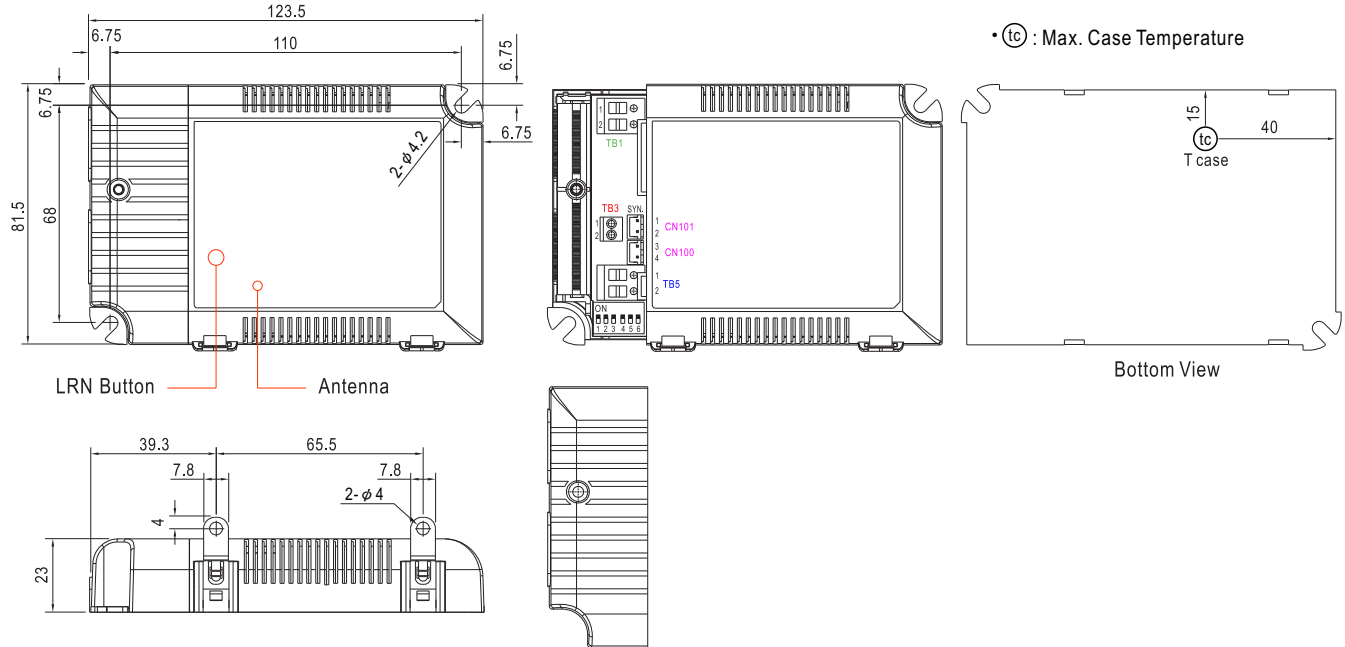 123.5
6.75
110
6.75
6.75
6.75
81.5
68
2-ϕ4.2
LRN Button
Antenna
1
2
TB1
TB3
SYN.
1
2
1
2
CN101
3
4
CN100
1
2
TB5
ON
1 2 3 4 5 6
• tc : Max. Case Temperature
15
tc
40
T case
Bottom View
39.3
65.5
7.8
7.8
2-ϕ4
4
23